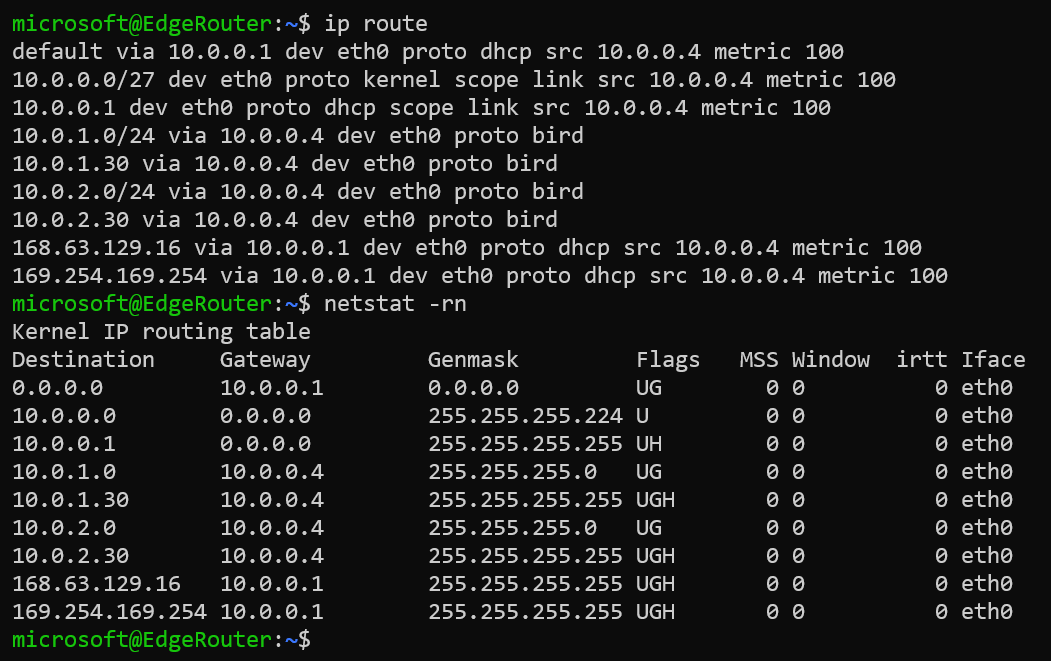 microsoft@EdgeRouter:~$ ip route
default via 10.0.0.1 dev eth0 proto dhcp src 10.0.0.4 metric 100
10.0.0.0/27 dev eth0 proto kernel scope link src 10.0.0.4 metric 100
10.0.0.1 dev eth0 proto dhcp scope link src 10.0.0.4 metric 100
10.0.1.0/24 via 10.0.0.4 dev eth0 proto bird
10.0.1.30 via 10.0.0.4 dev eth0 proto bird
10.0.2.0/24 via 10.0.0.4 dev eth0 proto bird
10.0.2.30 via 10.0.0.4 dev eth0 proto bird
168.63.129.16 via 10.0.0.1 dev eth0 proto dhcp src 10.0.0.4 metric 100
169.254.169.254 via 10.0.0.1 dev eth0 proto dhcp src 10.0.0.4 metric 100
microsoft@EdgeRouter:~$ netstat -rn
Kernel IP routing table
Destination     Gateway         Genmask         Flags   MSS Window  irtt Iface
0.0.0.0         10.0.0.1        0.0.0.0         UG        0 0          0 eth0
10.0.0.0        0.0.0.0         255.255.255.224 U         0 0          0 eth0
10.0.0.1        0.0.0.0         255.255.255.255 UH        0 0          0 eth0
10.0.1.0        10.0.0.4        255.255.255.0   UG        0 0          0 eth0
10.0.1.30       10.0.0.4        255.255.255.255 UGH       0 0          0 eth0
10.0.2.0        10.0.0.4        255.255.255.0   UG        0 0          0 eth0
10.0.2.30       10.0.0.4        255.255.255.255 UGH       0 0          0 eth0
168.63.129.16   10.0.0.1        255.255.255.255 UGH       0 0          0 eth0
169.254.169.254 10.0.0.1        255.255.255.255 UGH       0 0          0 eth0
microsoft@EdgeRouter:~$